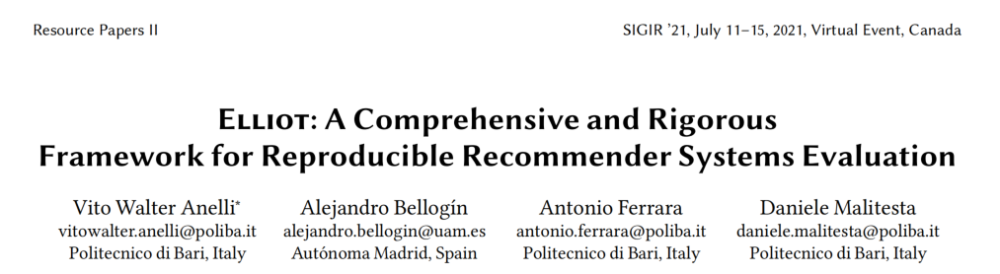 Resource Papers II SIGIR ’21, July 11–15, 2021, Virtual Event, Canada
Elliot: A Comprehensive and Rigorous
Framework for Reproducible Recommender Systems Evaluation
Vito Walter Anelli* Alejandro Bellogín Antonio Ferrara Daniele Malitesta
vitowalter.anelli@poliba.it alejandro.bellogin@uam.es antonio.ferrara@poliba.it daniele.malitesta@poliba.it
Politecnico di Bari, Italy Autónoma Madrid, Spain Politecnico di Bari, Italy Politecnico di Bari, Italy